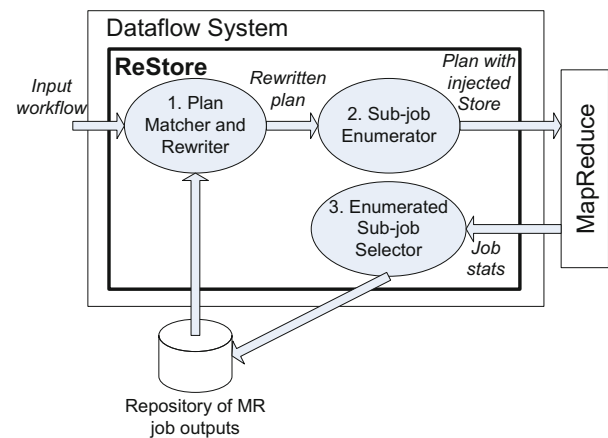 Dataflow System
ReStore
Input
workflow
1. Plan
Matcher and
Rewriter
Rewritten
plan
2. Sub-job
Enumerator
Plan with
injected
Store
MapReduce
3. Enumerated
Sub-job
Selector
Job
stats
Repository of MR
job outputs